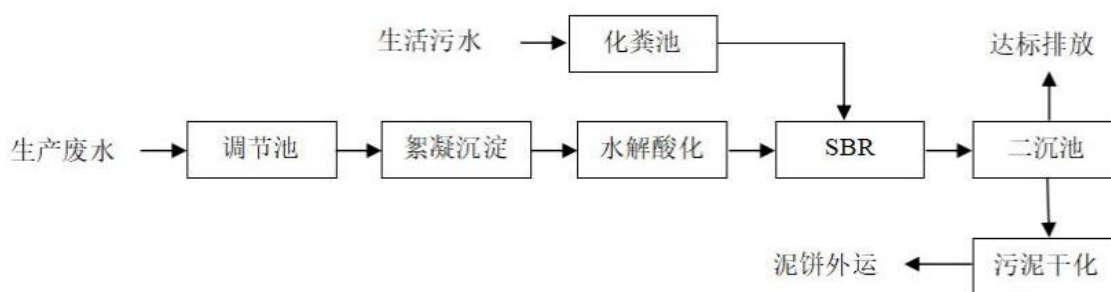 生活污水
化粪池
达标排放
生产废水
调节池
絮凝沉淀
水解酸化
SBR
二沉池
泥饼外运
污泥干化